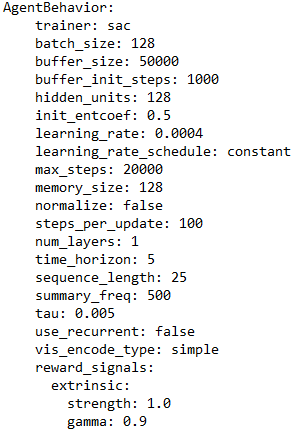 AgentBehavior:
    trainer: sac
    batch_size: 128
    buffer_size: 50000
    buffer_init_steps: 1000
    hidden_units: 128
    init_entcoef: 0.5
    learning_rate: 0.0004
    learning_rate_schedule: constant
    max_steps: 20000
    memory_size: 128
    normalize: false
    steps_per_update: 100
    num_layers: 1
    time_horizon: 5
    sequence_length: 25
    summary_freq: 500
    tau: 0.005
    use_recurrent: false
    vis_encode_type: simple
    reward_signals:
      extrinsic:
        strength: 1.0
        gamma: 0.9